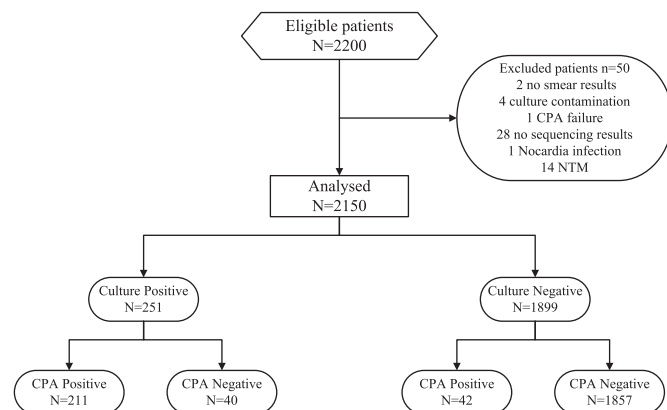 Eligible patients
N=2200
Excluded patients n=50
2 no smear results
4 culture contamination
1 CPA failure
28 no sequencing results
1 Nocardia infection
14 NTM
Analysed
N=2150
Culture Positive
N=251
Culture Negative
N=1899
CPA Positive
N=211
CPA Negative
N=40
CPA Positive
N=42
CPA Negative
N=1857